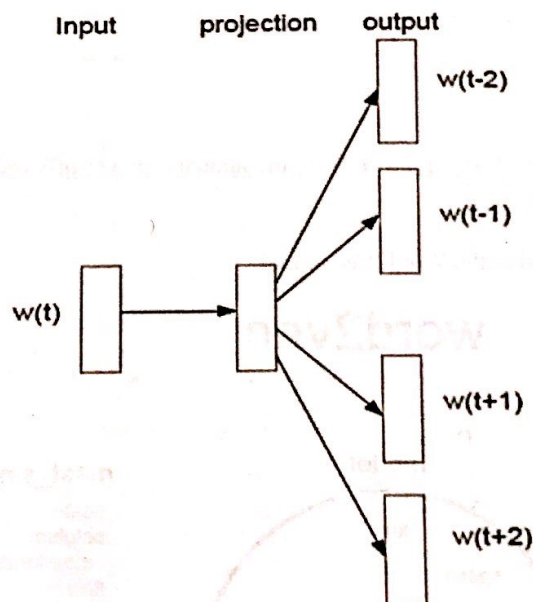 Input projection output
w(t-2)
w(t-1)
w(t)
w(t+1)
w(t+2)